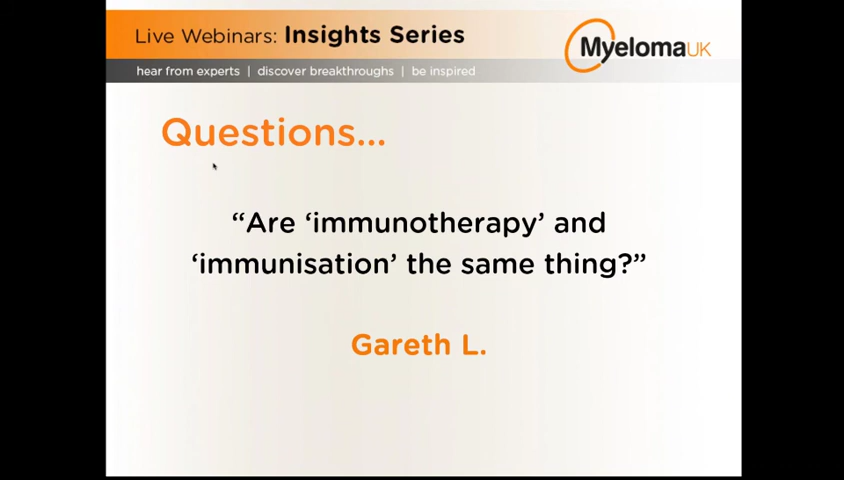 Live Webinars: Insights Series
MyelomaUK
hear from experts | discover breakthroughs | be inspired
Questions...
“Are ‘immunotherapy’ and
‘immunisation’ the same thing?”
Gareth L.